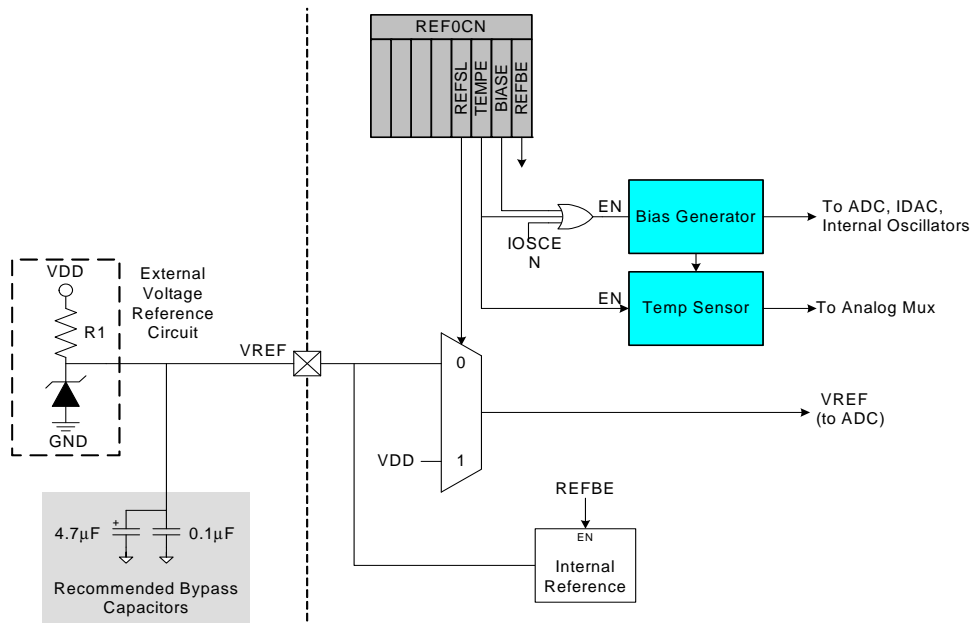 REF0CN
REFSL
TEMPE
BIASE
REFBE
EN
Bias Generator
To ADC, IDAC,
Internal Oscillators
IOSCE
N
VDD
External
Voltage
Reference
Circuit
R1
GND
EN
Temp Sensor
To Analog Mux
VREF
0
VREF
(to ADC)
VDD
1
REFBE
EN
Internal
Reference
4.7µF
+
0.1µF
Recommended Bypass
Capacitors